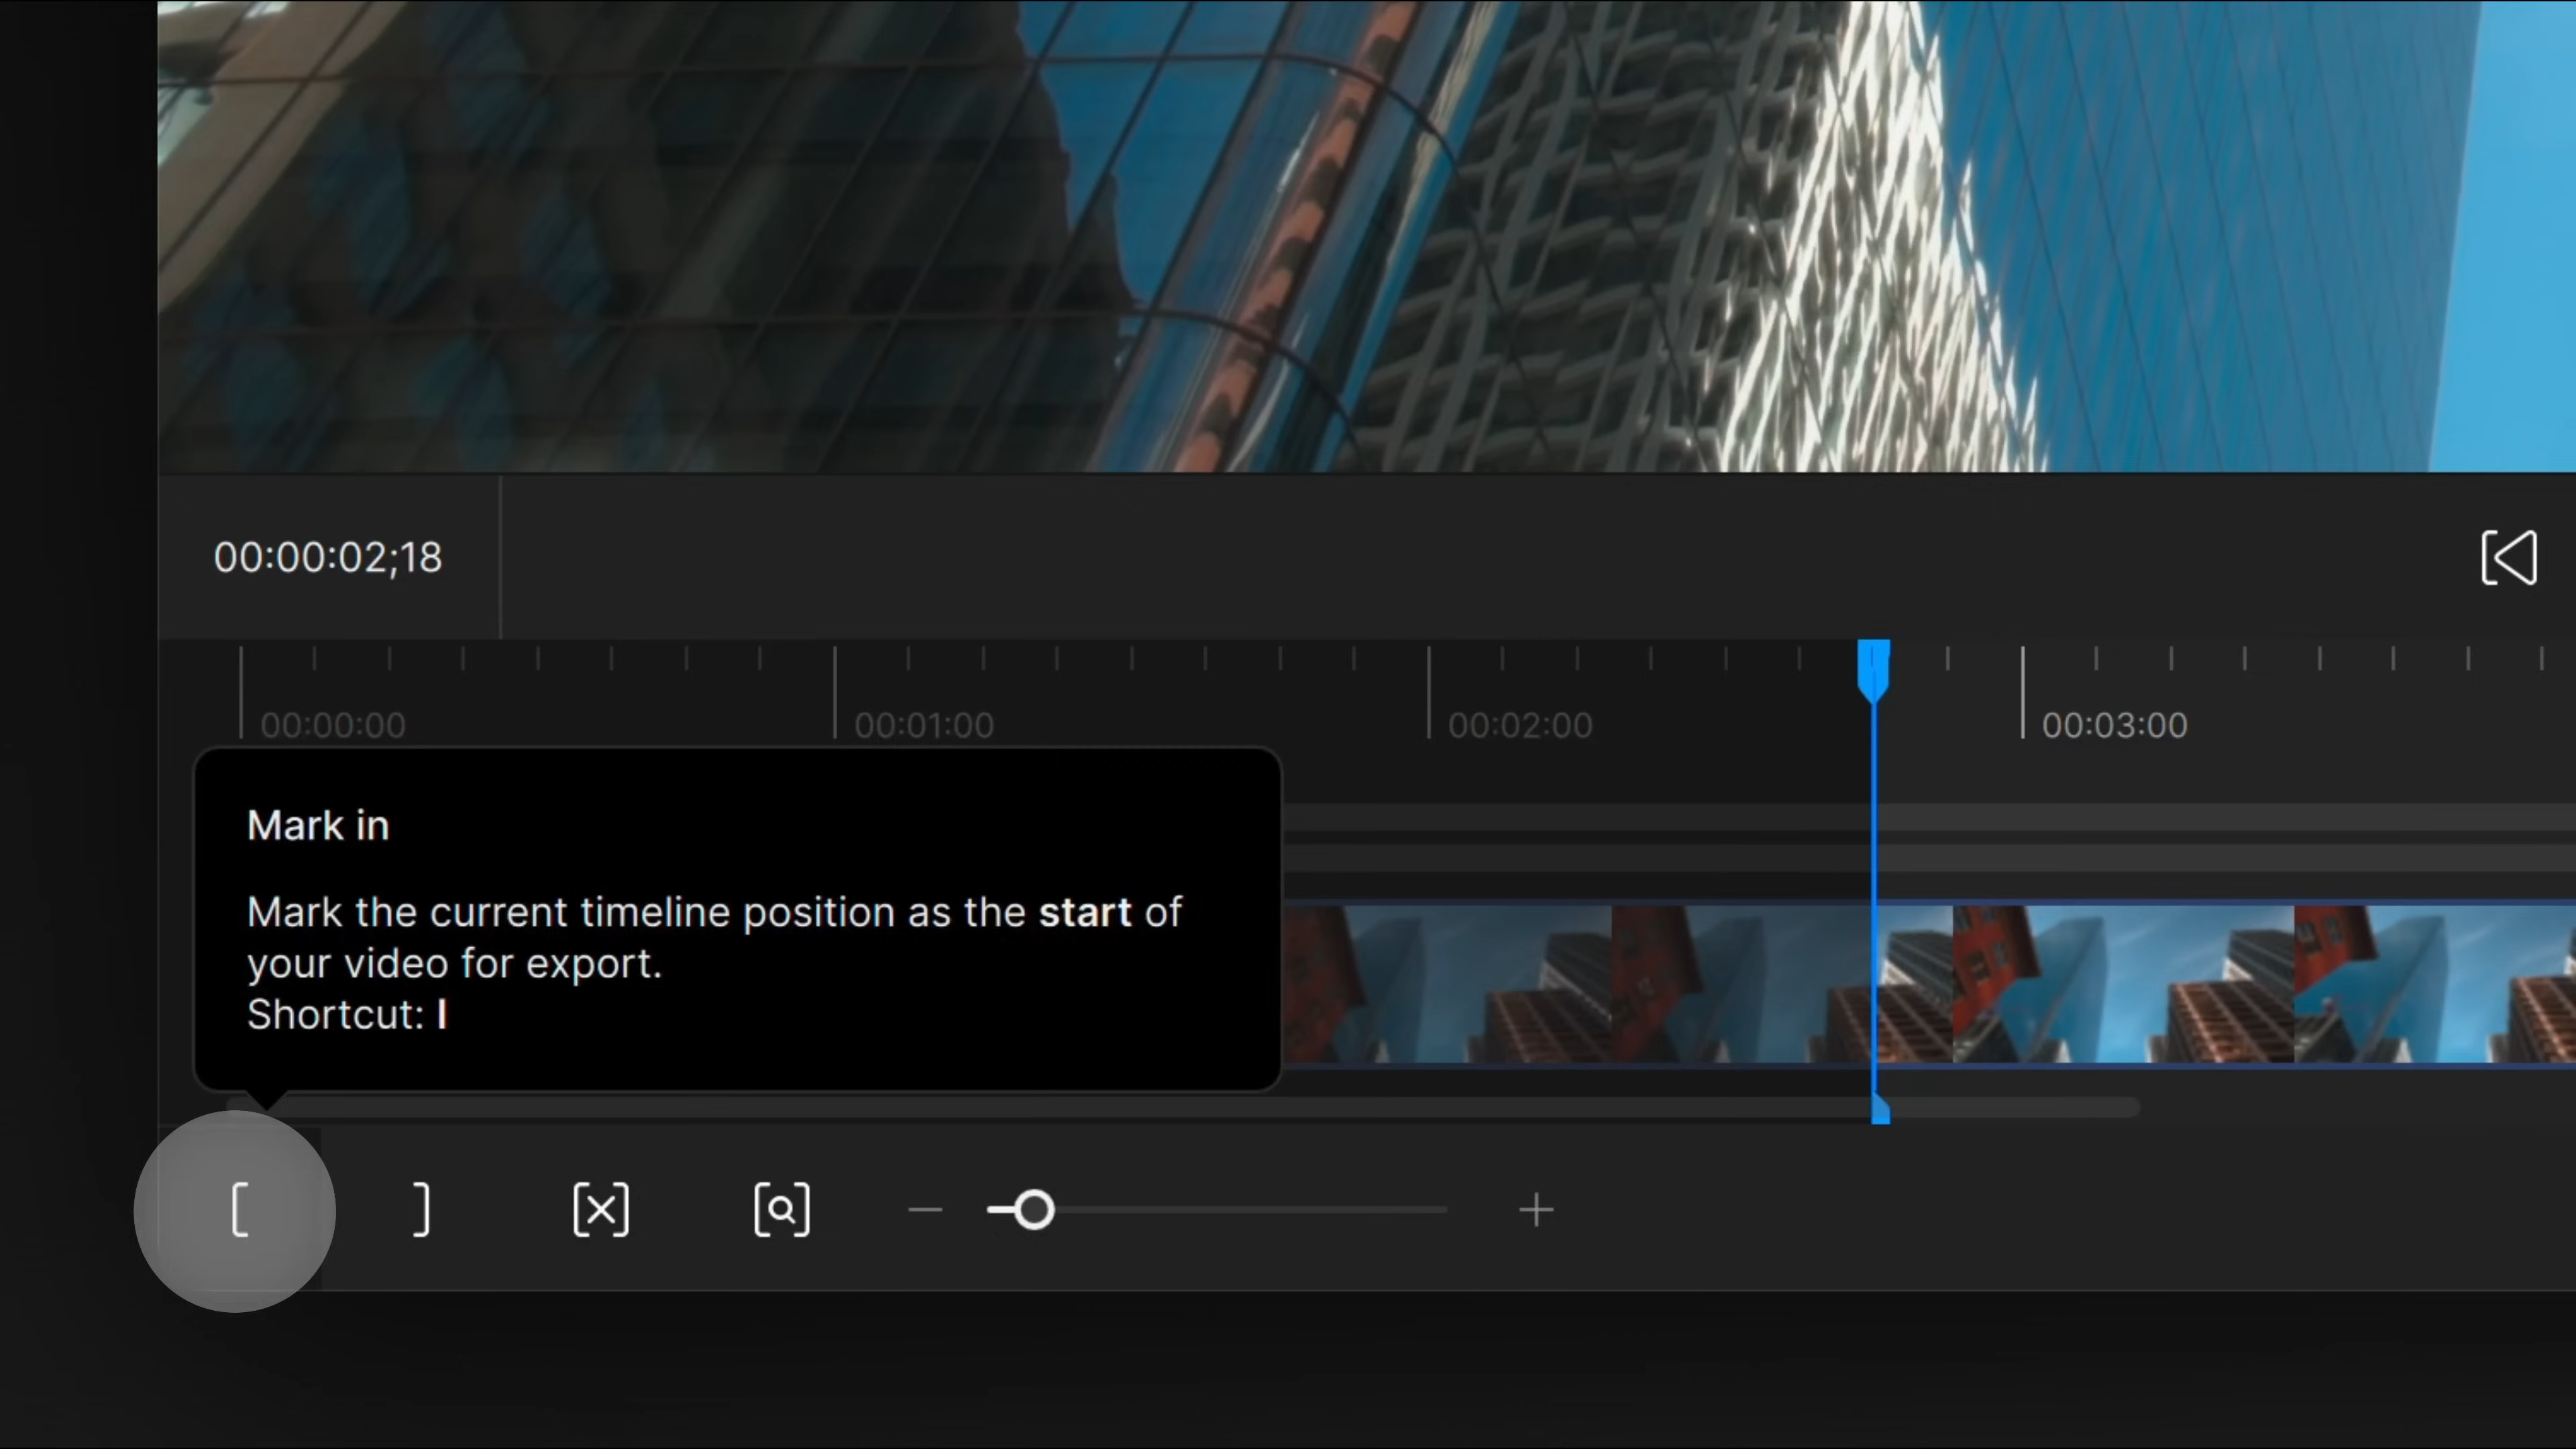 00:00:02;18
00:00:00
00:01:00
00:02:00
00:03:00
Mark in
Mark the current timeline position as the start of
your video for export.
Shortcut: I